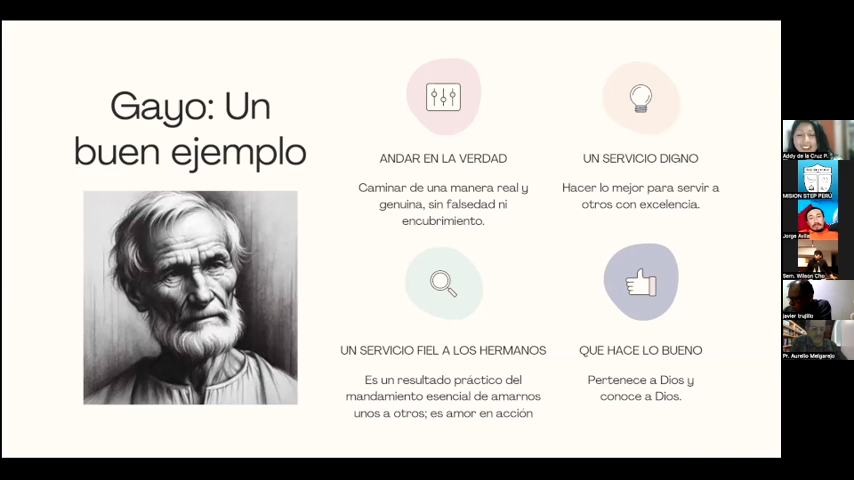 Gayo: Un
buen ejemplo
ANDAR EN LA VERDAD
Caminar de una manera real y
genuina, sin falsedad ni
encubrimiento.
UN SERVICIO DIGNO
Hacer lo mejor para servir a
otros con excelencia.
UN SERVICIO FIEL A LOS HERMANOS
Es un resultado práctico del
mandamiento esencial de amarnos
unos a otros; es amor en acción
QUE HACE LO BUENO
Pertenece a Dios y
conoce a Dios.
Addy de la Cruz P.
MISION STEP PERÚ
Jorge Avila
Sem. Wilson Cho
javier trujillo
Pr. Aurelio Melgarejo